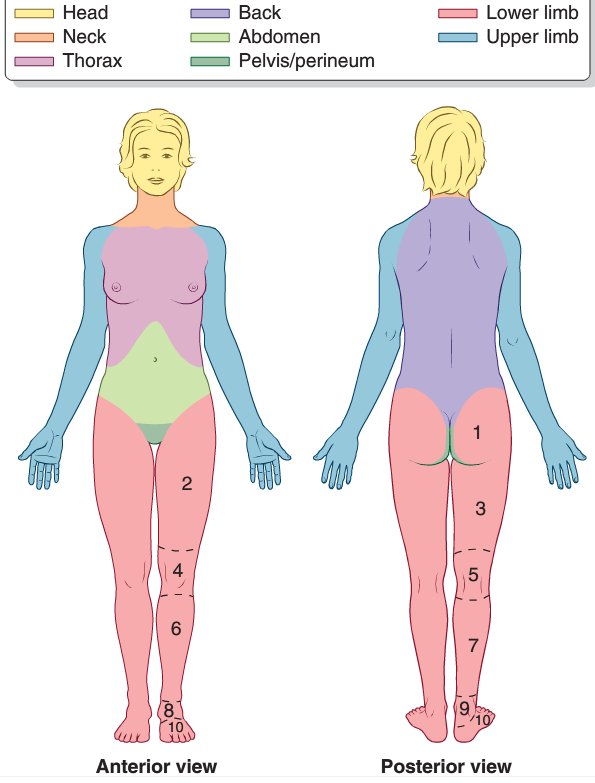 Head Back Lower limb
Neck Abdomen Upper limb
Thorax Pelvis/perineum
1
2
3
4
5
6
7
8
9
10
10
Anterior view Posterior view